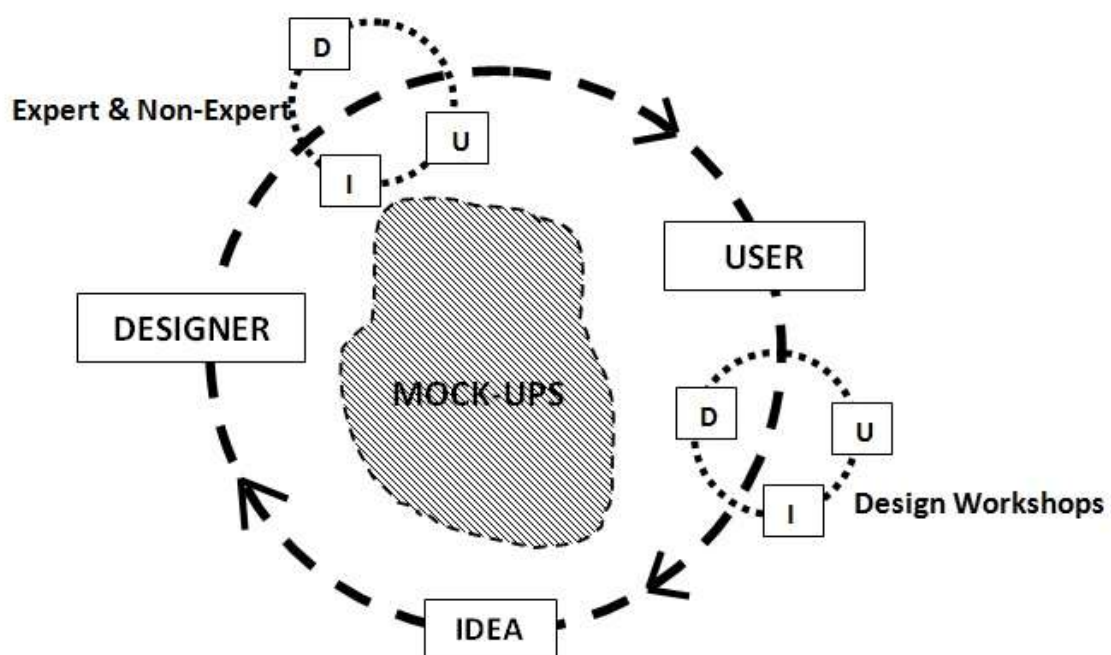 D
Expert & Non-Expert
U
I
USER
DESIGNER
MOCK-UPS
D
U
I
Design Workshops
IDEA